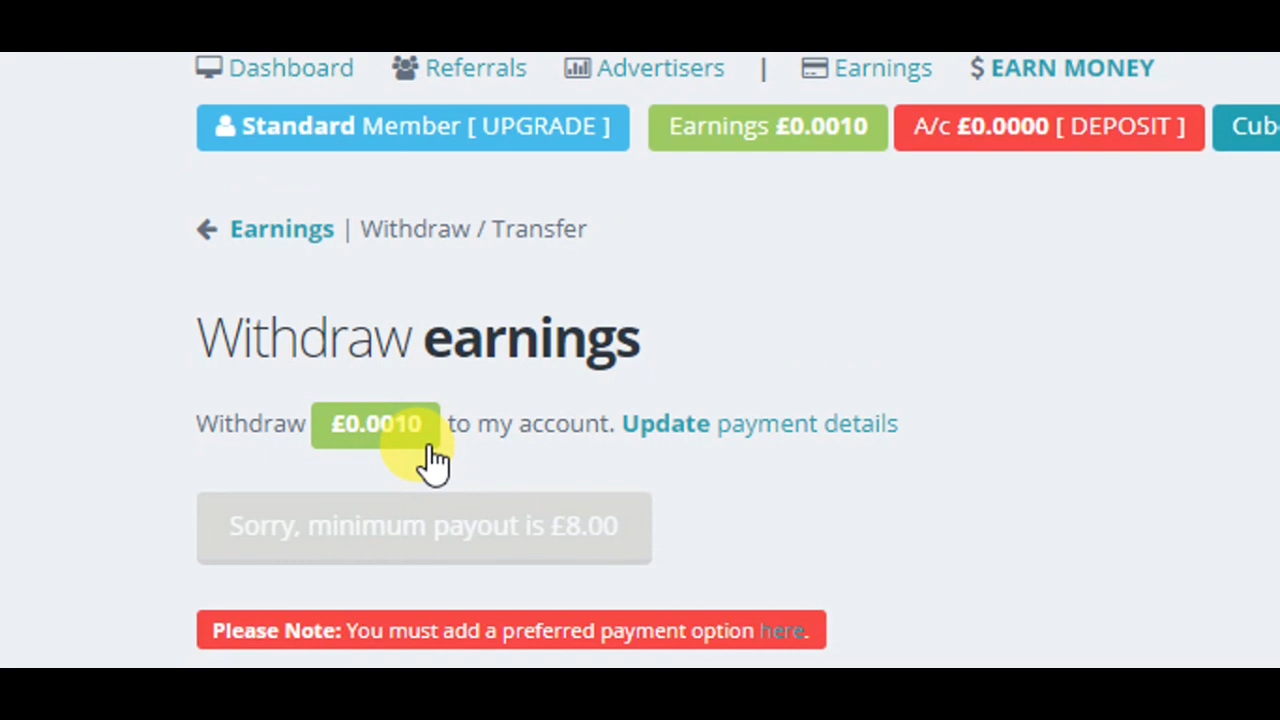 Dashboard Referrals Advertisers | Earnings $ EARN MONEY
Standard Member [ UPGRADE ] Earnings £0.0010 A/c £0.0000 [ DEPOSIT ] Cub
Earnings | Withdraw / Transfer
Withdraw earnings
Withdraw £0.0010 to my account. Update payment details
Sorry, minimum payout is £8.00
Please Note: You must add a preferred payment option here.